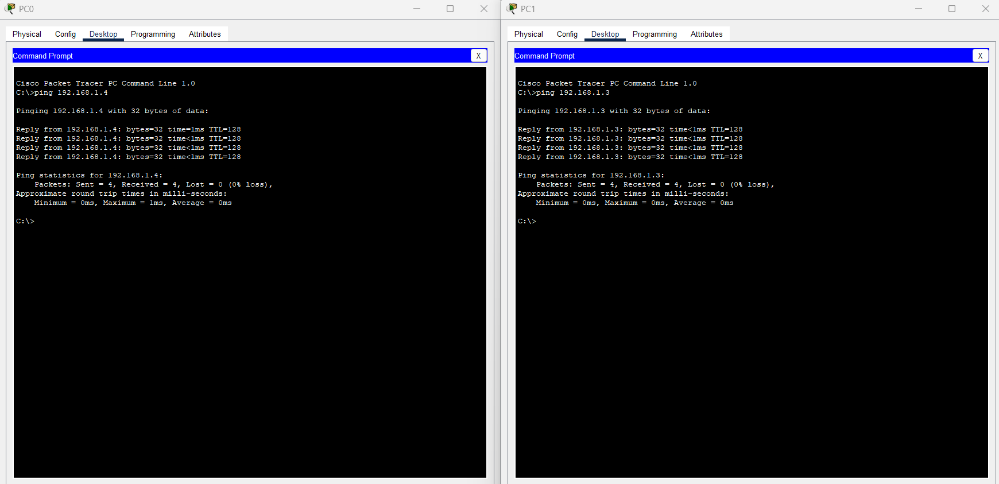 PC0
Physical Config Desktop Programming Attributes
Command Prompt X
Cisco Packet Tracer PC Command Line 1.0
C:\>ping 192.168.1.4
Pinging 192.168.1.4 with 32 bytes of data:
Reply from 192.168.1.4: bytes=32 time=1ms TTL=128
Reply from 192.168.1.4: bytes=32 time<1ms TTL=128
Reply from 192.168.1.4: bytes=32 time<1ms TTL=128
Reply from 192.168.1.4: bytes=32 time<1ms TTL=128
Ping statistics for 192.168.1.4:
Packets: Sent = 4, Received = 4, Lost = 0 (0% loss),
Approximate round trip times in milli-seconds:
Minimum = 0ms, Maximum = 1ms, Average = 0ms
C:\>
PC1
Physical Config Desktop Programming Attributes
Command Prompt X
Cisco Packet Tracer PC Command Line 1.0
C:\>ping 192.168.1.3
Pinging 192.168.1.3 with 32 bytes of data:
Reply from 192.168.1.3: bytes=32 time<1ms TTL=128
Reply from 192.168.1.3: bytes=32 time<1ms TTL=128
Reply from 192.168.1.3: bytes=32 time<1ms TTL=128
Reply from 192.168.1.3: bytes=32 time<1ms TTL=128
Ping statistics for 192.168.1.3:
Packets: Sent = 4, Received = 4, Lost = 0 (0% loss),
Approximate round trip times in milli-seconds:
Minimum = 0ms, Maximum = 0ms, Average = 0ms
C:\>